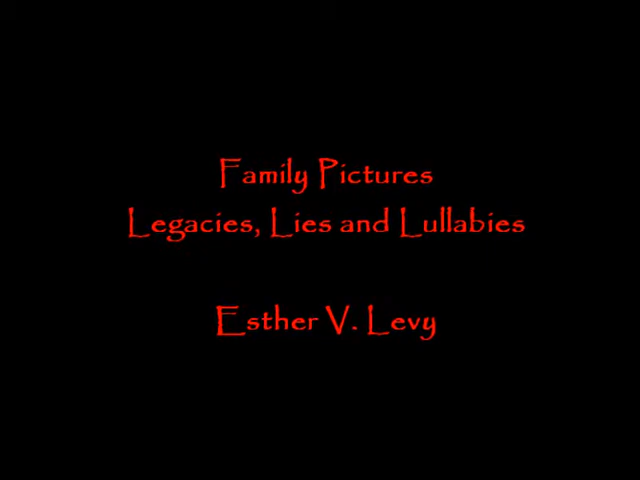 Family Pictures
Legacies, Lies and Lullabies
Esther V. Levy